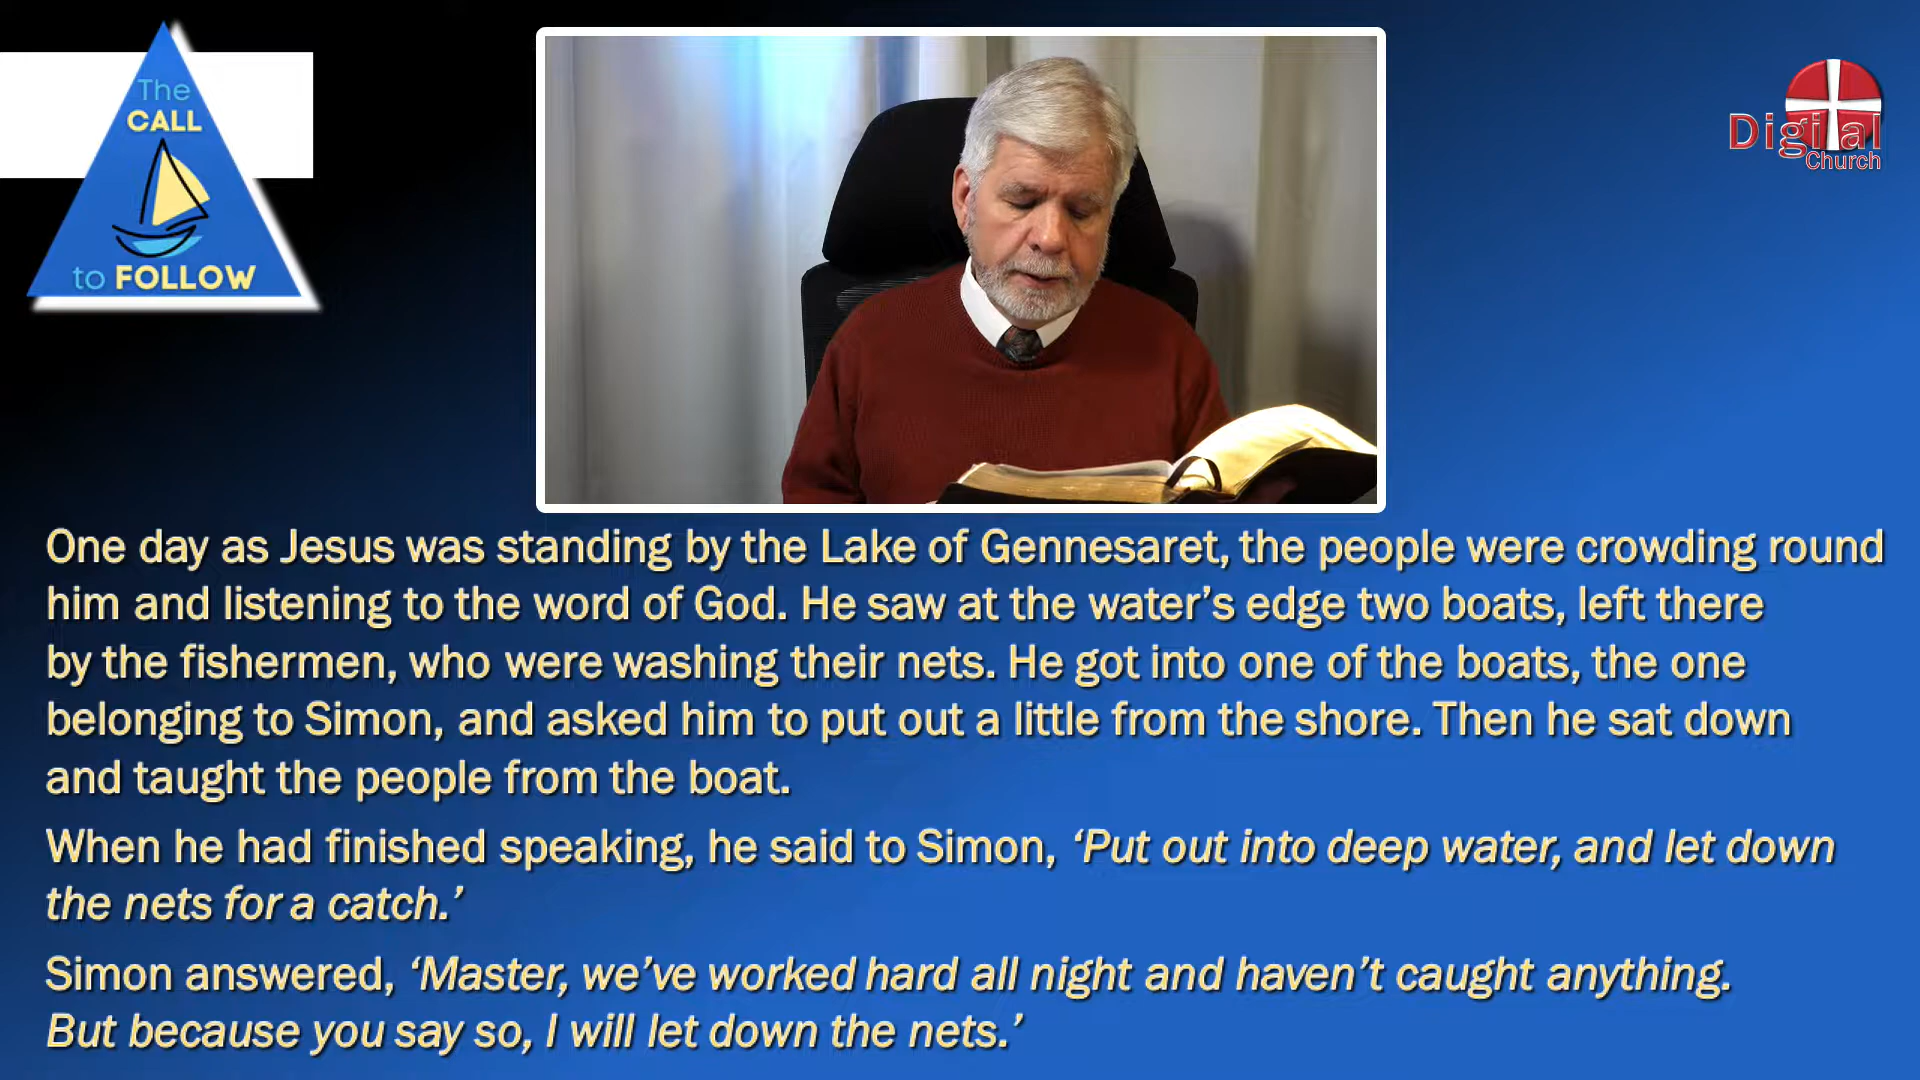 The
CALL
to FOLLOW
Digital
Church
One day as Jesus was standing by the Lake of Gennesaret, the people were crowding round
him and listening to the word of God. He saw at the water’s edge two boats, left there
by the fishermen, who were washing their nets. He got into one of the boats, the one
belonging to Simon, and asked him to put out a little from the shore. Then he sat down
and taught the people from the boat.
When he had finished speaking, he said to Simon, ‘Put out into deep water, and let down
the nets for a catch.’
Simon answered, ‘Master, we’ve worked hard all night and haven’t caught anything.
But because you say so, I will let down the nets.’